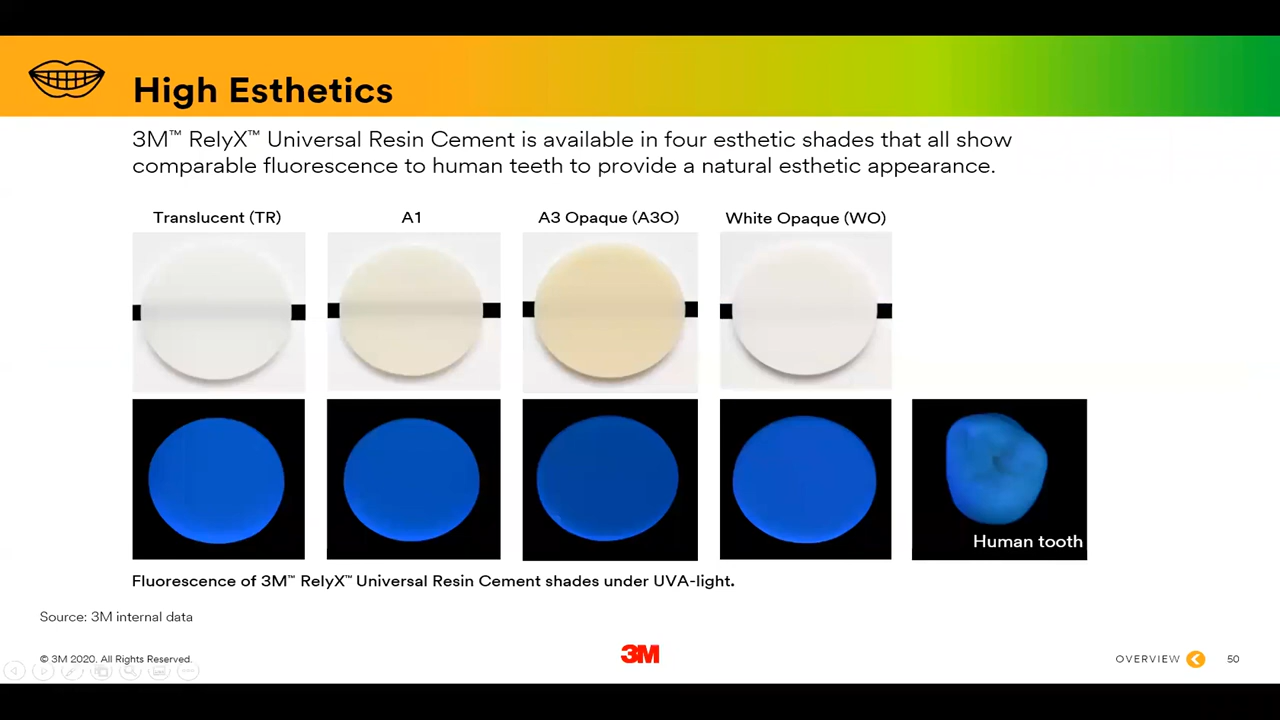 High Esthetics
3M™ RelyX™ Universal Resin Cement is available in four esthetic shades that all show
comparable fluorescence to human teeth to provide a natural esthetic appearance.
Translucent (TR)
A1
A3 Opaque (A3O)
White Opaque (WO)
Human tooth
Fluorescence of 3M™ RelyX™ Universal Resin Cement shades under UVA-light.
Source: 3M internal data
© 3M 2020. All Rights Reserved.
3M
OVERVIEW
50